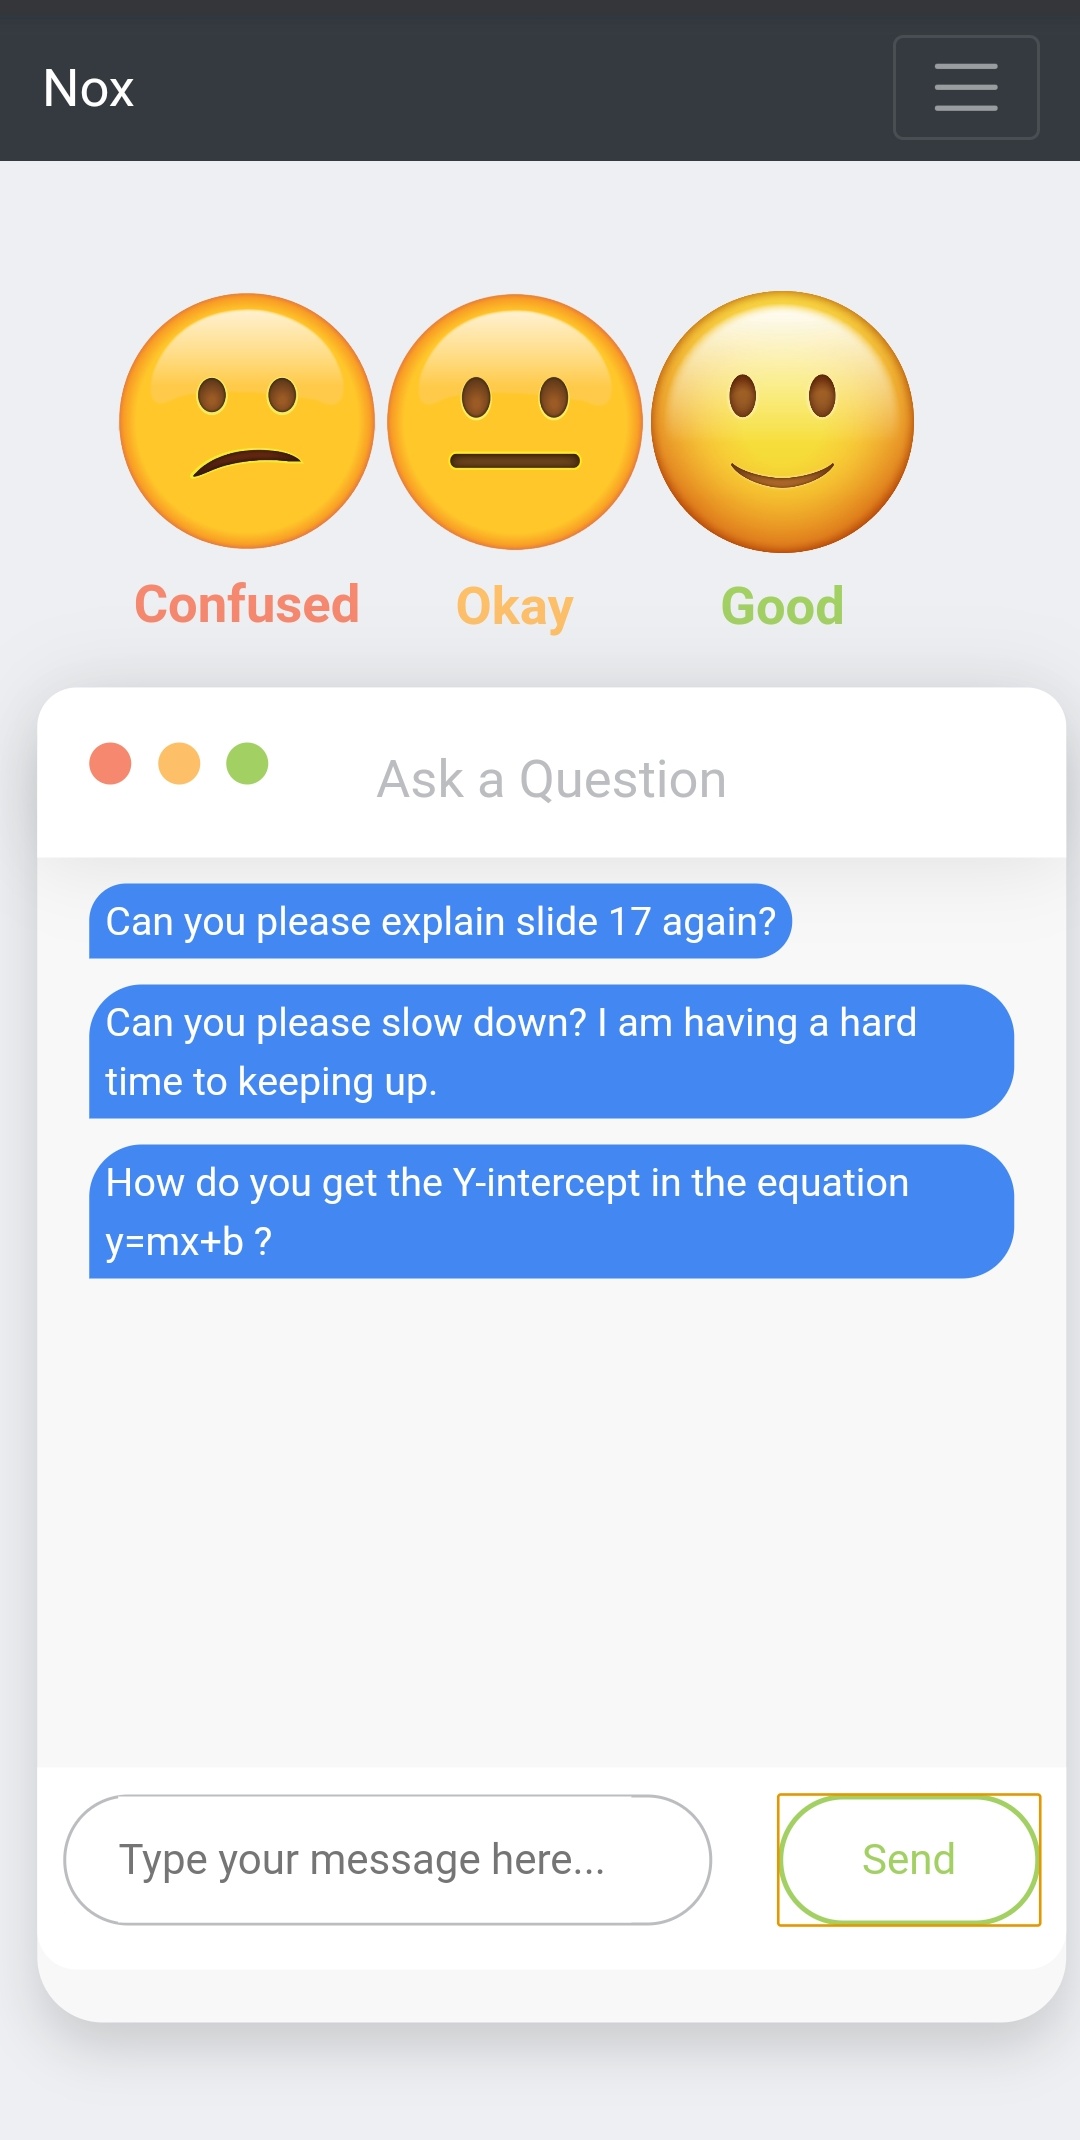 Nox
Confused Okay Good
Ask a Question
Can you please explain slide 17 again?
Can you please slow down? I am having a hard
time to keeping up.
How do you get the Y-intercept in the equation
y=mx+b ?
Type your message here... Send